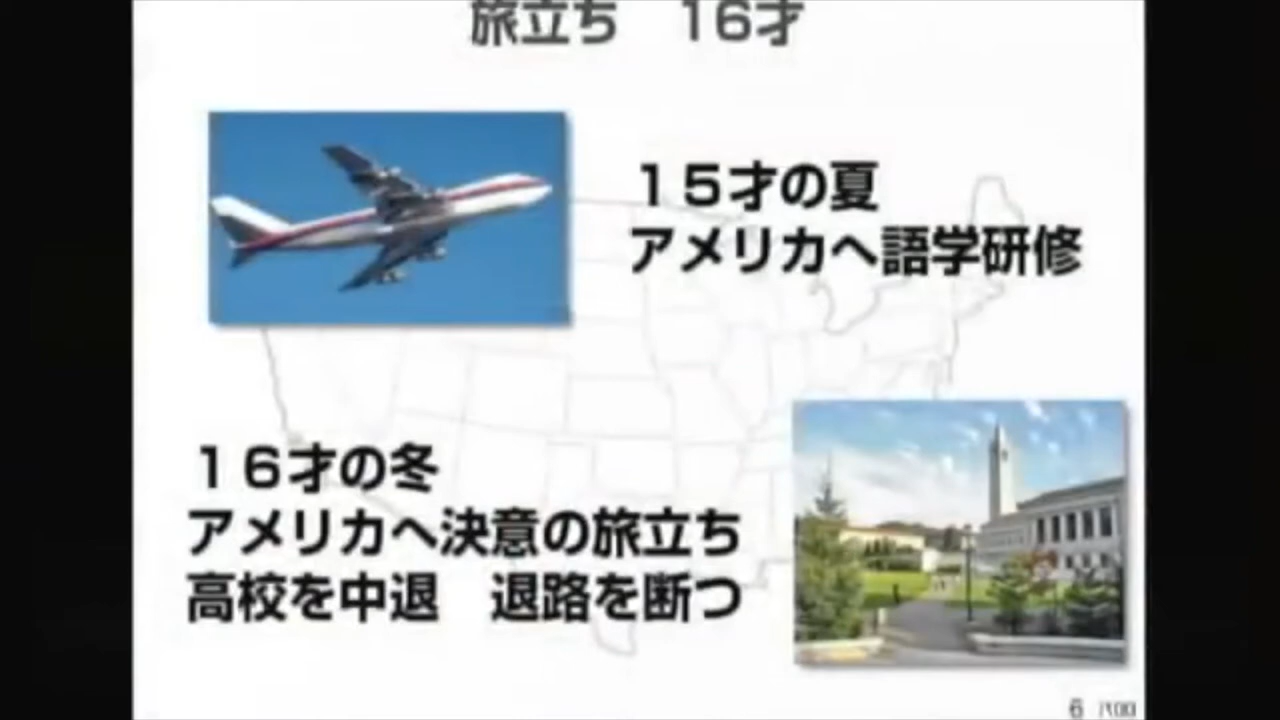 旅立ち　16才
１５才の夏
アメリカへ語学研修
１６才の冬
アメリカへ決意の旅立ち
高校を中退　退路を断つ
6